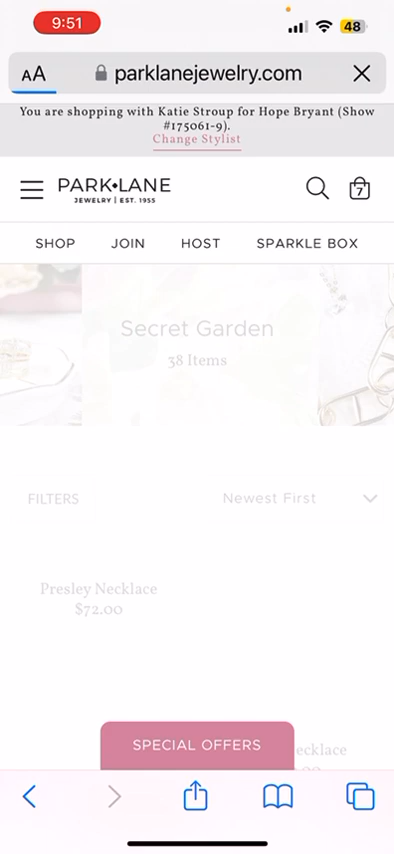 9:51
48
AA parklanejewelry.com
You are shopping with Katie Stroup for Hope Bryant (Show
#175061-9).
Change Stylist
PARK LANE
JEWELRY | EST. 1955
7
SHOP JOIN HOST SPARKLE BOX
Secret Garden
38 Items
FILTERS Newest First
Presley Necklace
$72.00
SPECIAL OFFERS